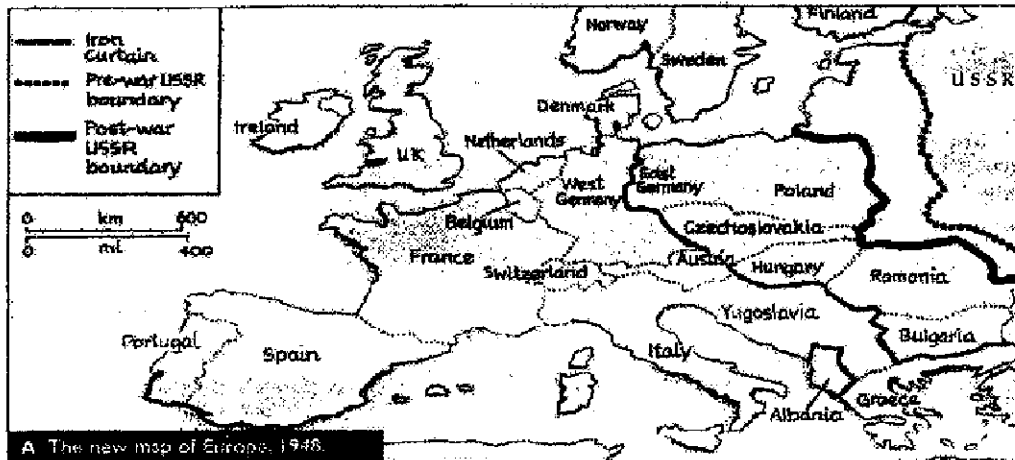 Iron
Curtain
Pre-war USSR
boundary
Post-war
USSR
boundary
0 km 600
0 mi 400
Norway
Finland
Sweden
USSR
Denmark
Ireland
UK
Netherlands
West
Germany
East
Germany
Poland
Belgium
Czechoslovakia
France
Switzerland
Austria
Hungary
Romania
Yugoslavia
Portugal
Spain
Italy
Bulgaria
Albania
Greece
A The new map of Europe, 1948.